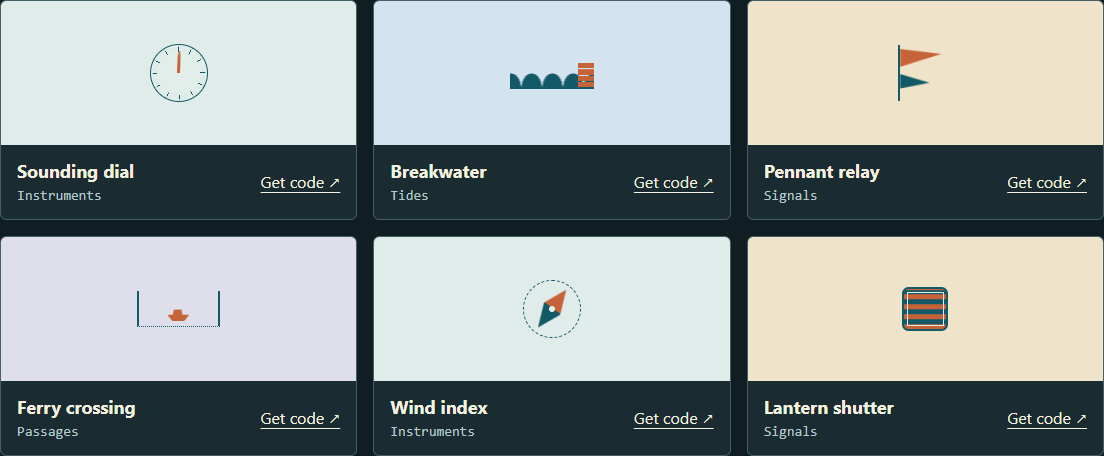 Sounding dial
Instruments
Get code ↗
Breakwater
Tides
Get code ↗
Pennant relay
Signals
Get code ↗
Ferry crossing
Passages
Get code ↗
Wind index
Instruments
Get code ↗
Lantern shutter
Signals
Get code ↗